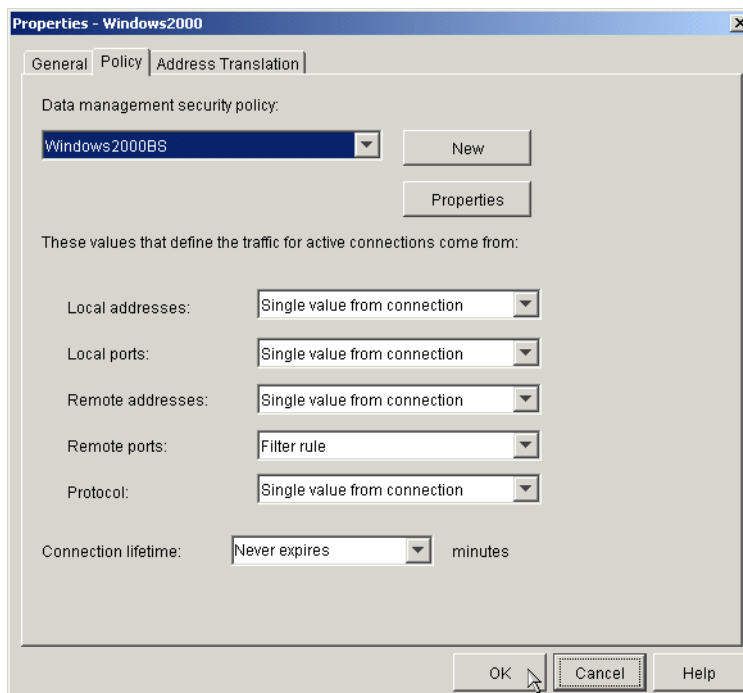 Properties - Windows2000
General Policy Address Translation
Data management security policy:
Windows2000BS New
Properties
These values that define the traffic for active connections come from:
Local addresses: Single value from connection
Local ports: Single value from connection
Remote addresses: Single value from connection
Remote ports: Filter rule
Protocol: Single value from connection
Connection lifetime: Never expires minutes
OK Cancel Help